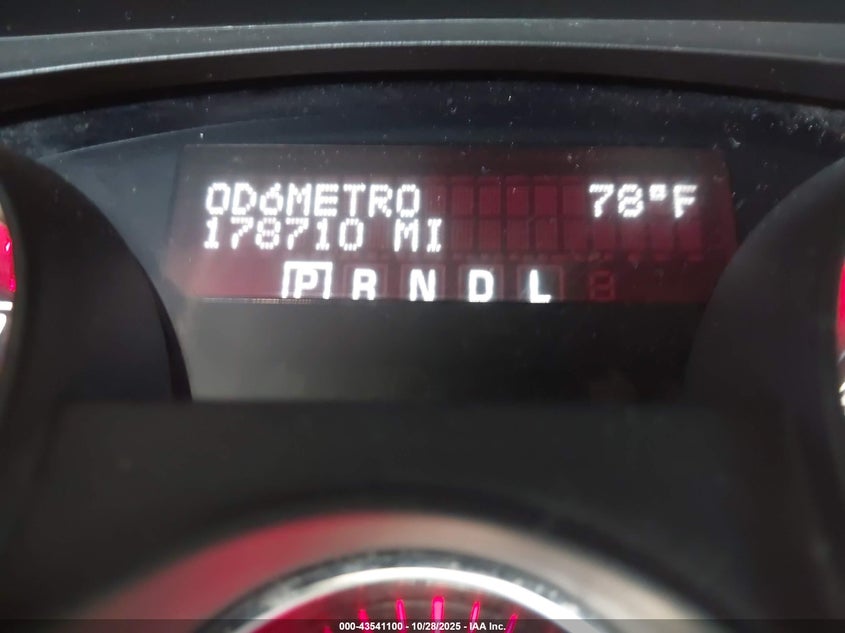 ODóMETRO 78°F
178710 MI
P R N D L
000-43541100 - 10/28/2025 - IAA Inc.